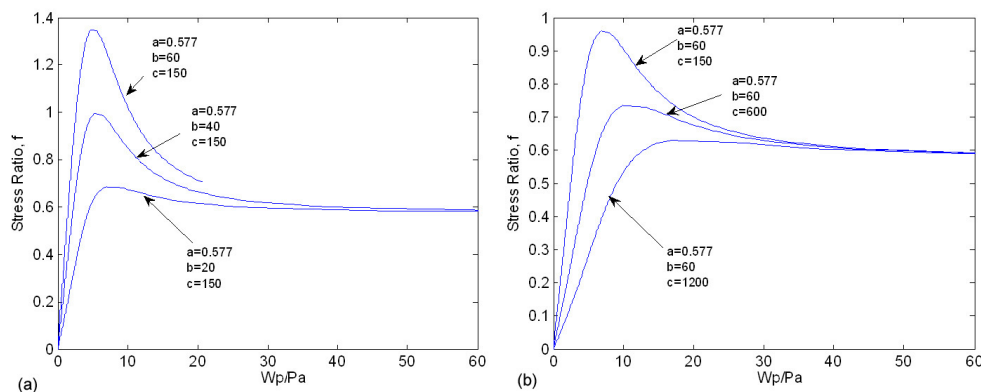 1.4
1.2
1
0.8
0.6
0.4
0.2
0
Stress Ratio, f
a=0.577
b=60
c=150
a=0.577
b=40
c=150
a=0.577
b=20
c=150
0 10 20 30 40 50 60
Wp/Pa
(a)
1
0.9
0.8
0.7
0.6
0.5
0.4
0.3
0.2
0.1
0
Stress Ratio, f
a=0.577
b=60
c=150
a=0.577
b=60
c=600
a=0.577
b=60
c=1200
0 10 20 30 40 50 60
Wp/Pa
(b)